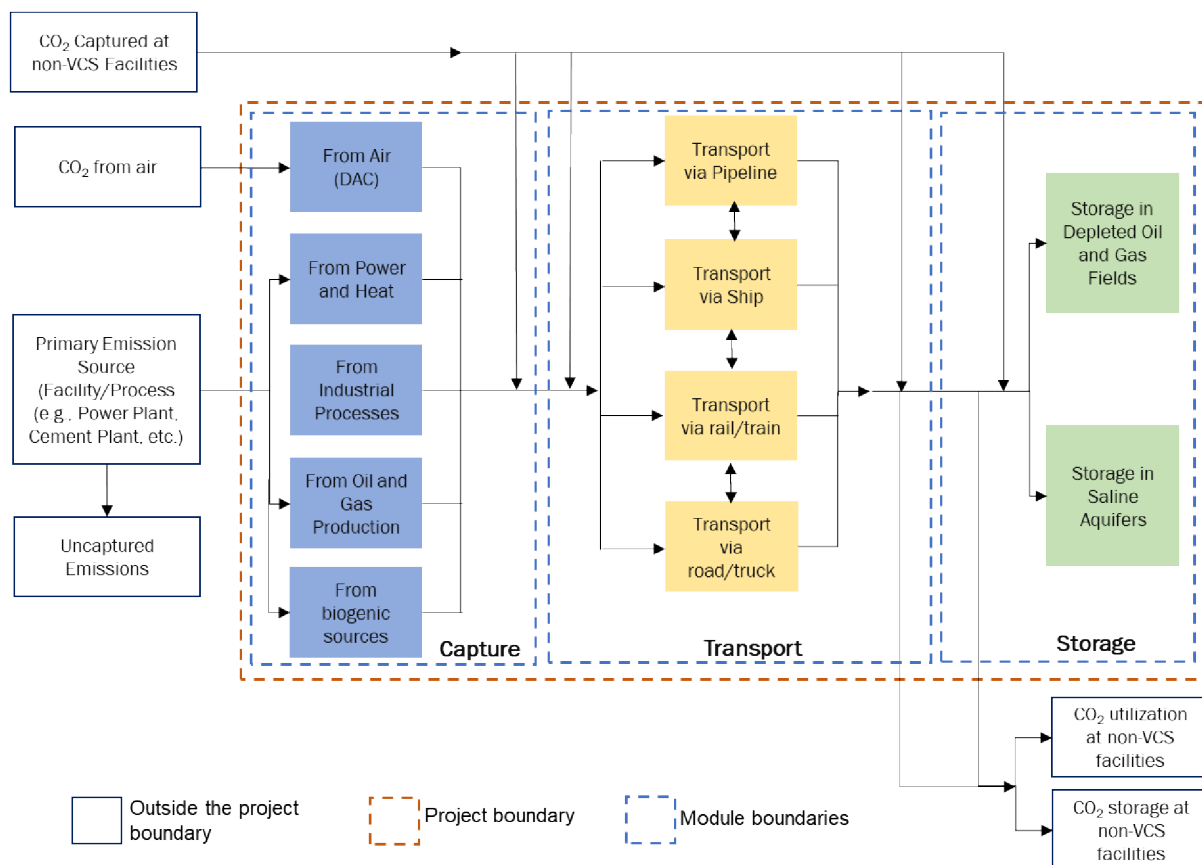 CO₂ Captured at
non-VCS Facilities
CO₂ from air
Primary Emission
Source
(Facility/Process
(e.g., Power Plant,
Cement Plant, etc.)
Uncaptured
Emissions
From Air
(DAC)
From Power
and Heat
From
Industrial
Processes
From Oil and
Gas
Production
From
biogenic
sources
Capture
Transport
via Pipeline
Transport
via Ship
Transport
via rail/train
Transport
via
road/truck
Transport
Storage in
Depleted Oil
and Gas
Fields
Storage in
Saline
Aquifers
Storage
CO₂ utilization
at non-VCS
facilities
CO₂ storage at
non-VCS
facilities
Outside the project
boundary
Project boundary
Module boundaries